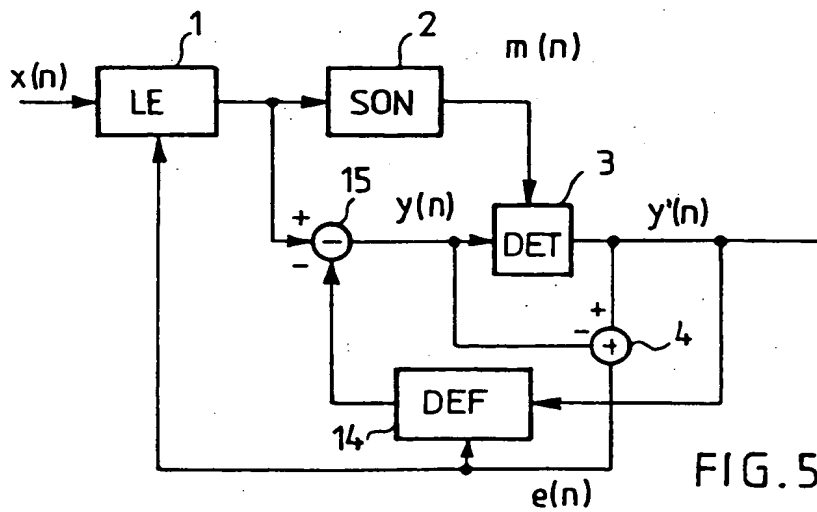 1
2
m(n)
x(n)
LE
SON
15
3
+
y(n)
y'(n)
−
DET
−
+
−
+
4
DEF
14
e(n)
FIG.5